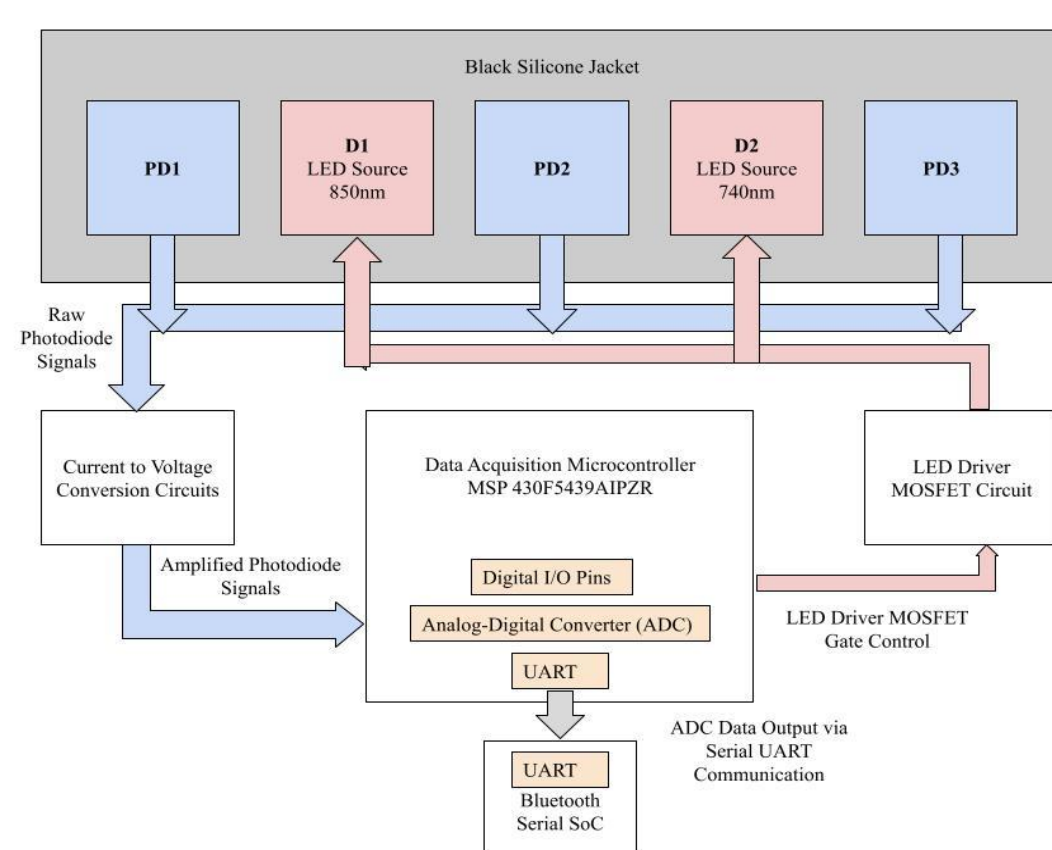 Black Silicone Jacket
PD1
D1
LED Source
850nm
PD2
D2
LED Source
740nm
PD3
Raw
Photodiode
Signals
Current to Voltage
Conversion Circuits
Data Acquisition Microcontroller
MSP 430F5439AIPZR
LED Driver
MOSFET Circuit
Amplified Photodiode
Signals
Digital I/O Pins
Analog-Digital Converter (ADC)
UART
LED Driver MOSFET
Gate Control
ADC Data Output via
Serial UART
Communication
UART
Bluetooth
Serial SoC